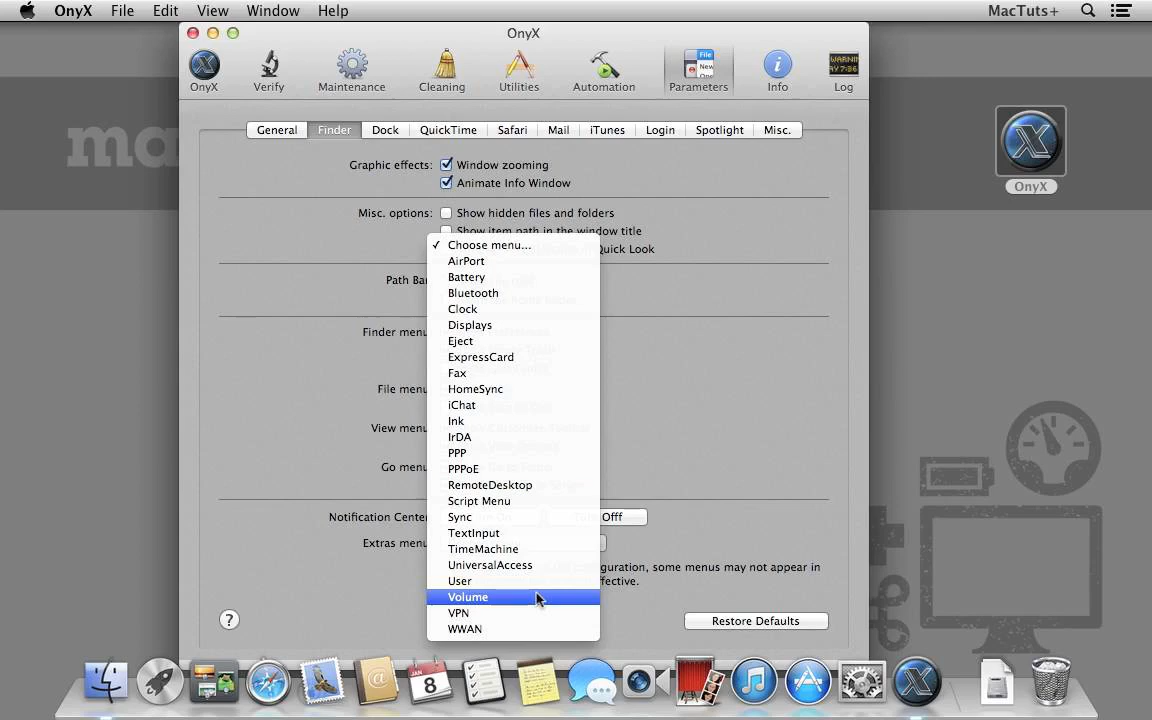 OnyX File Edit View Window Help MacTuts+
OnyX
OnyX Verify Maintenance Cleaning Utilities Automation Parameters Info Log
General Finder Dock QuickTime Safari Mail iTunes Login Spotlight Misc.
ma
OnyX
Graphic effects: Window zooming
Animate Info Window
Misc. options: Show hidden files and folders
Show item path in the window title
Quick Look
Path Bar
Finder menu
File menu
View menu
Go menu
Notification Center
Offf
Extras menu
configuration, some menus may not appear in
Choose menu...
AirPort
Battery
Bluetooth
Clock
Displays
Eject
ExpressCard
Fax
HomeSync
iChat
Ink
IrDA
PPP
PPPoE
RemoteDesktop
Script Menu
Sync
TextInput
TimeMachine
UniversalAccess
User
Volume
VPN
WWAN
? Restore Defaults
JAN
8